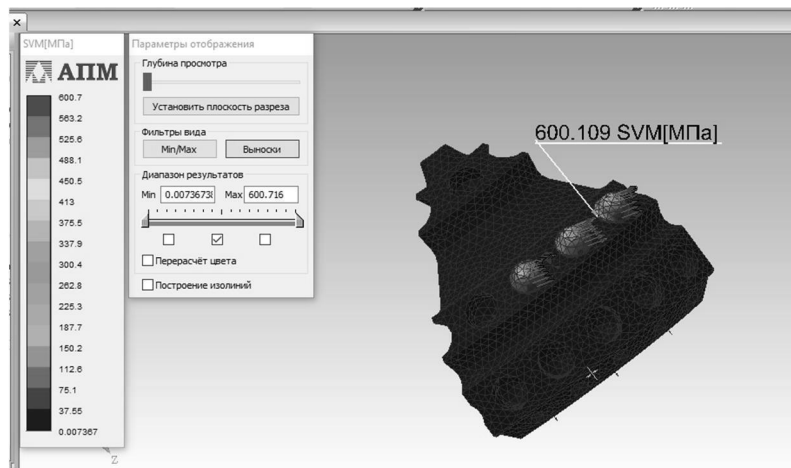 SVM[МПа]
АПМ
600.7
563.2
525.6
488.1
450.5
413
375.5
337.9
300.4
262.8
225.3
187.7
150.2
112.6
75.1
37.55
0.007367
Параметры отображения
Глубина просмотра
Установить плоскость разреза
Фильтры вида
Min/Max Выноски
Диапазон результатов
Min 0.0073673 Max 600.716
Перерасчёт цвета
Построение изолиний
600.109 SVM[МПа]
Z